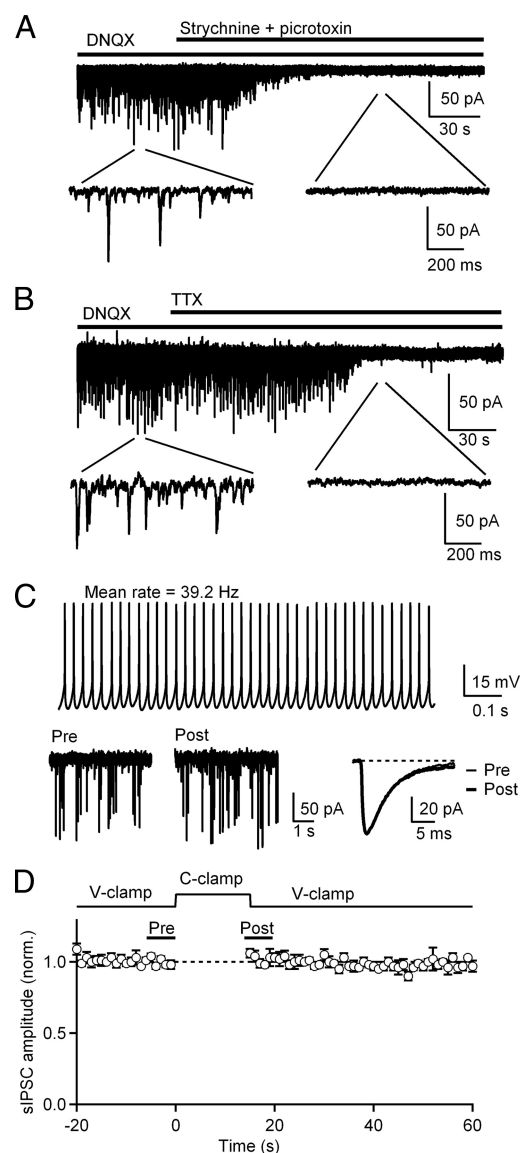 A
Strychnine + picrotoxin
DNQX
50 pA
30 s
50 pA
200 ms
B
TTX
DNQX
50 pA
30 s
50 pA
200 ms
C
Mean rate = 39.2 Hz
15 mV
0.1 s
Pre
Post
50 pA
1 s
20 pA
5 ms
Pre
Post
D
V-clamp
C-clamp
V-clamp
Pre
Post
sIPSC amplitude (norm.)
1.0
0.5
0.0
-20
0
20
40
60
Time (s)